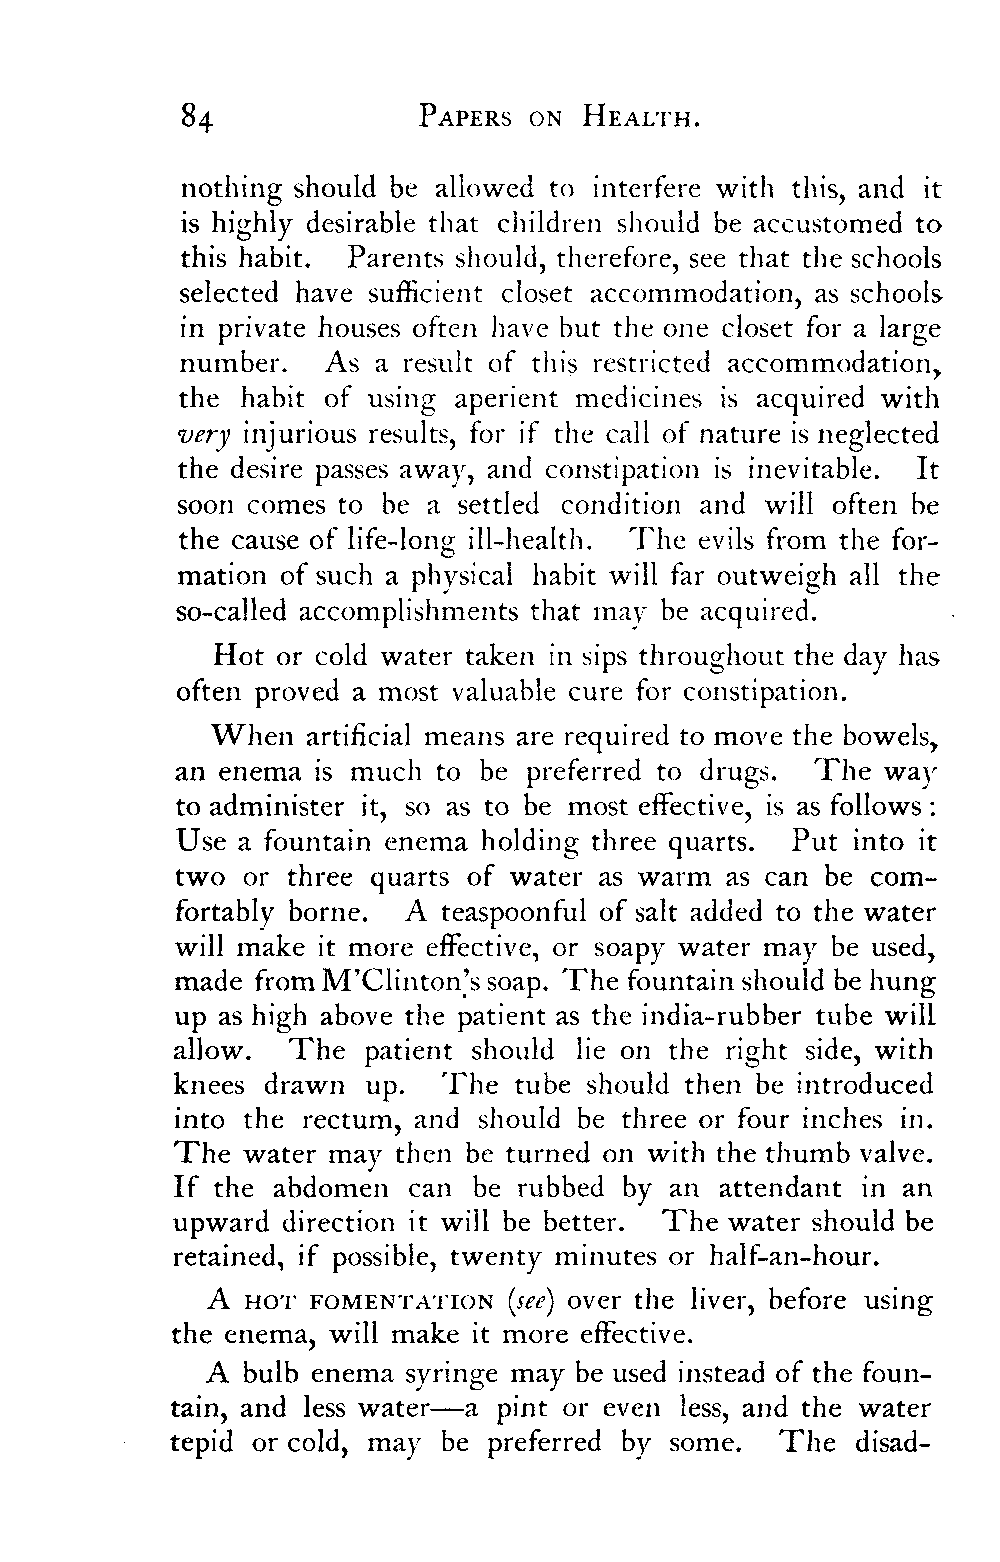 84 Papers on Health.
nothing should be allowed to interfere with this, and it
is highly desirable that children should be accustomed to
this habit. Parents should, therefore, see that the schools
selected have sufficient closet accommodation, as schools
in private houses often have but the one closet for a large
number. As a result of this restricted accommodation,
the habit of using aperient medicines is acquired with
very injurious results, for if the call of nature is neglected
the desire passes away, and constipation is inevitable. It
soon comes to be a settled condition and will often be
the cause of life-long ill-health. The evils from the for-
mation of such a physical habit will far outweigh all the
so-called accomplishments that may be acquired.
Hot or cold water taken in sips throughout the day has
often proved a most valuable cure for constipation.
When artificial means are required to move the bowels,
an enema is much to be preferred to drugs. The way
to administer it, so as to be most effective, is as follows:
Use a fountain enema holding three quarts. Put into it
two or three quarts of water as warm as can be com-
fortably borne. A teaspoonful of salt added to the water
will make it more effective, or soapy water may be used,
made from M'Clinton's soap. The fountain should be hung
up as high above the patient as the india-rubber tube will
allow. The patient should lie on the right side, with
knees drawn up. The tube should then be introduced
into the rectum, and should be three or four inches in.
The water may then be turned on with the thumb valve.
If the abdomen can be rubbed by an attendant in an
upward direction it will be better. The water should be
retained, if possible, twenty minutes or half-an-hour.
A HOT FOMENTATION (see) over the liver, before using
the enema, will make it more effective.
A bulb enema syringe may be used instead of the foun-
tain, and less water—a pint or even less, and the water
tepid or cold, may be preferred by some. The disad-